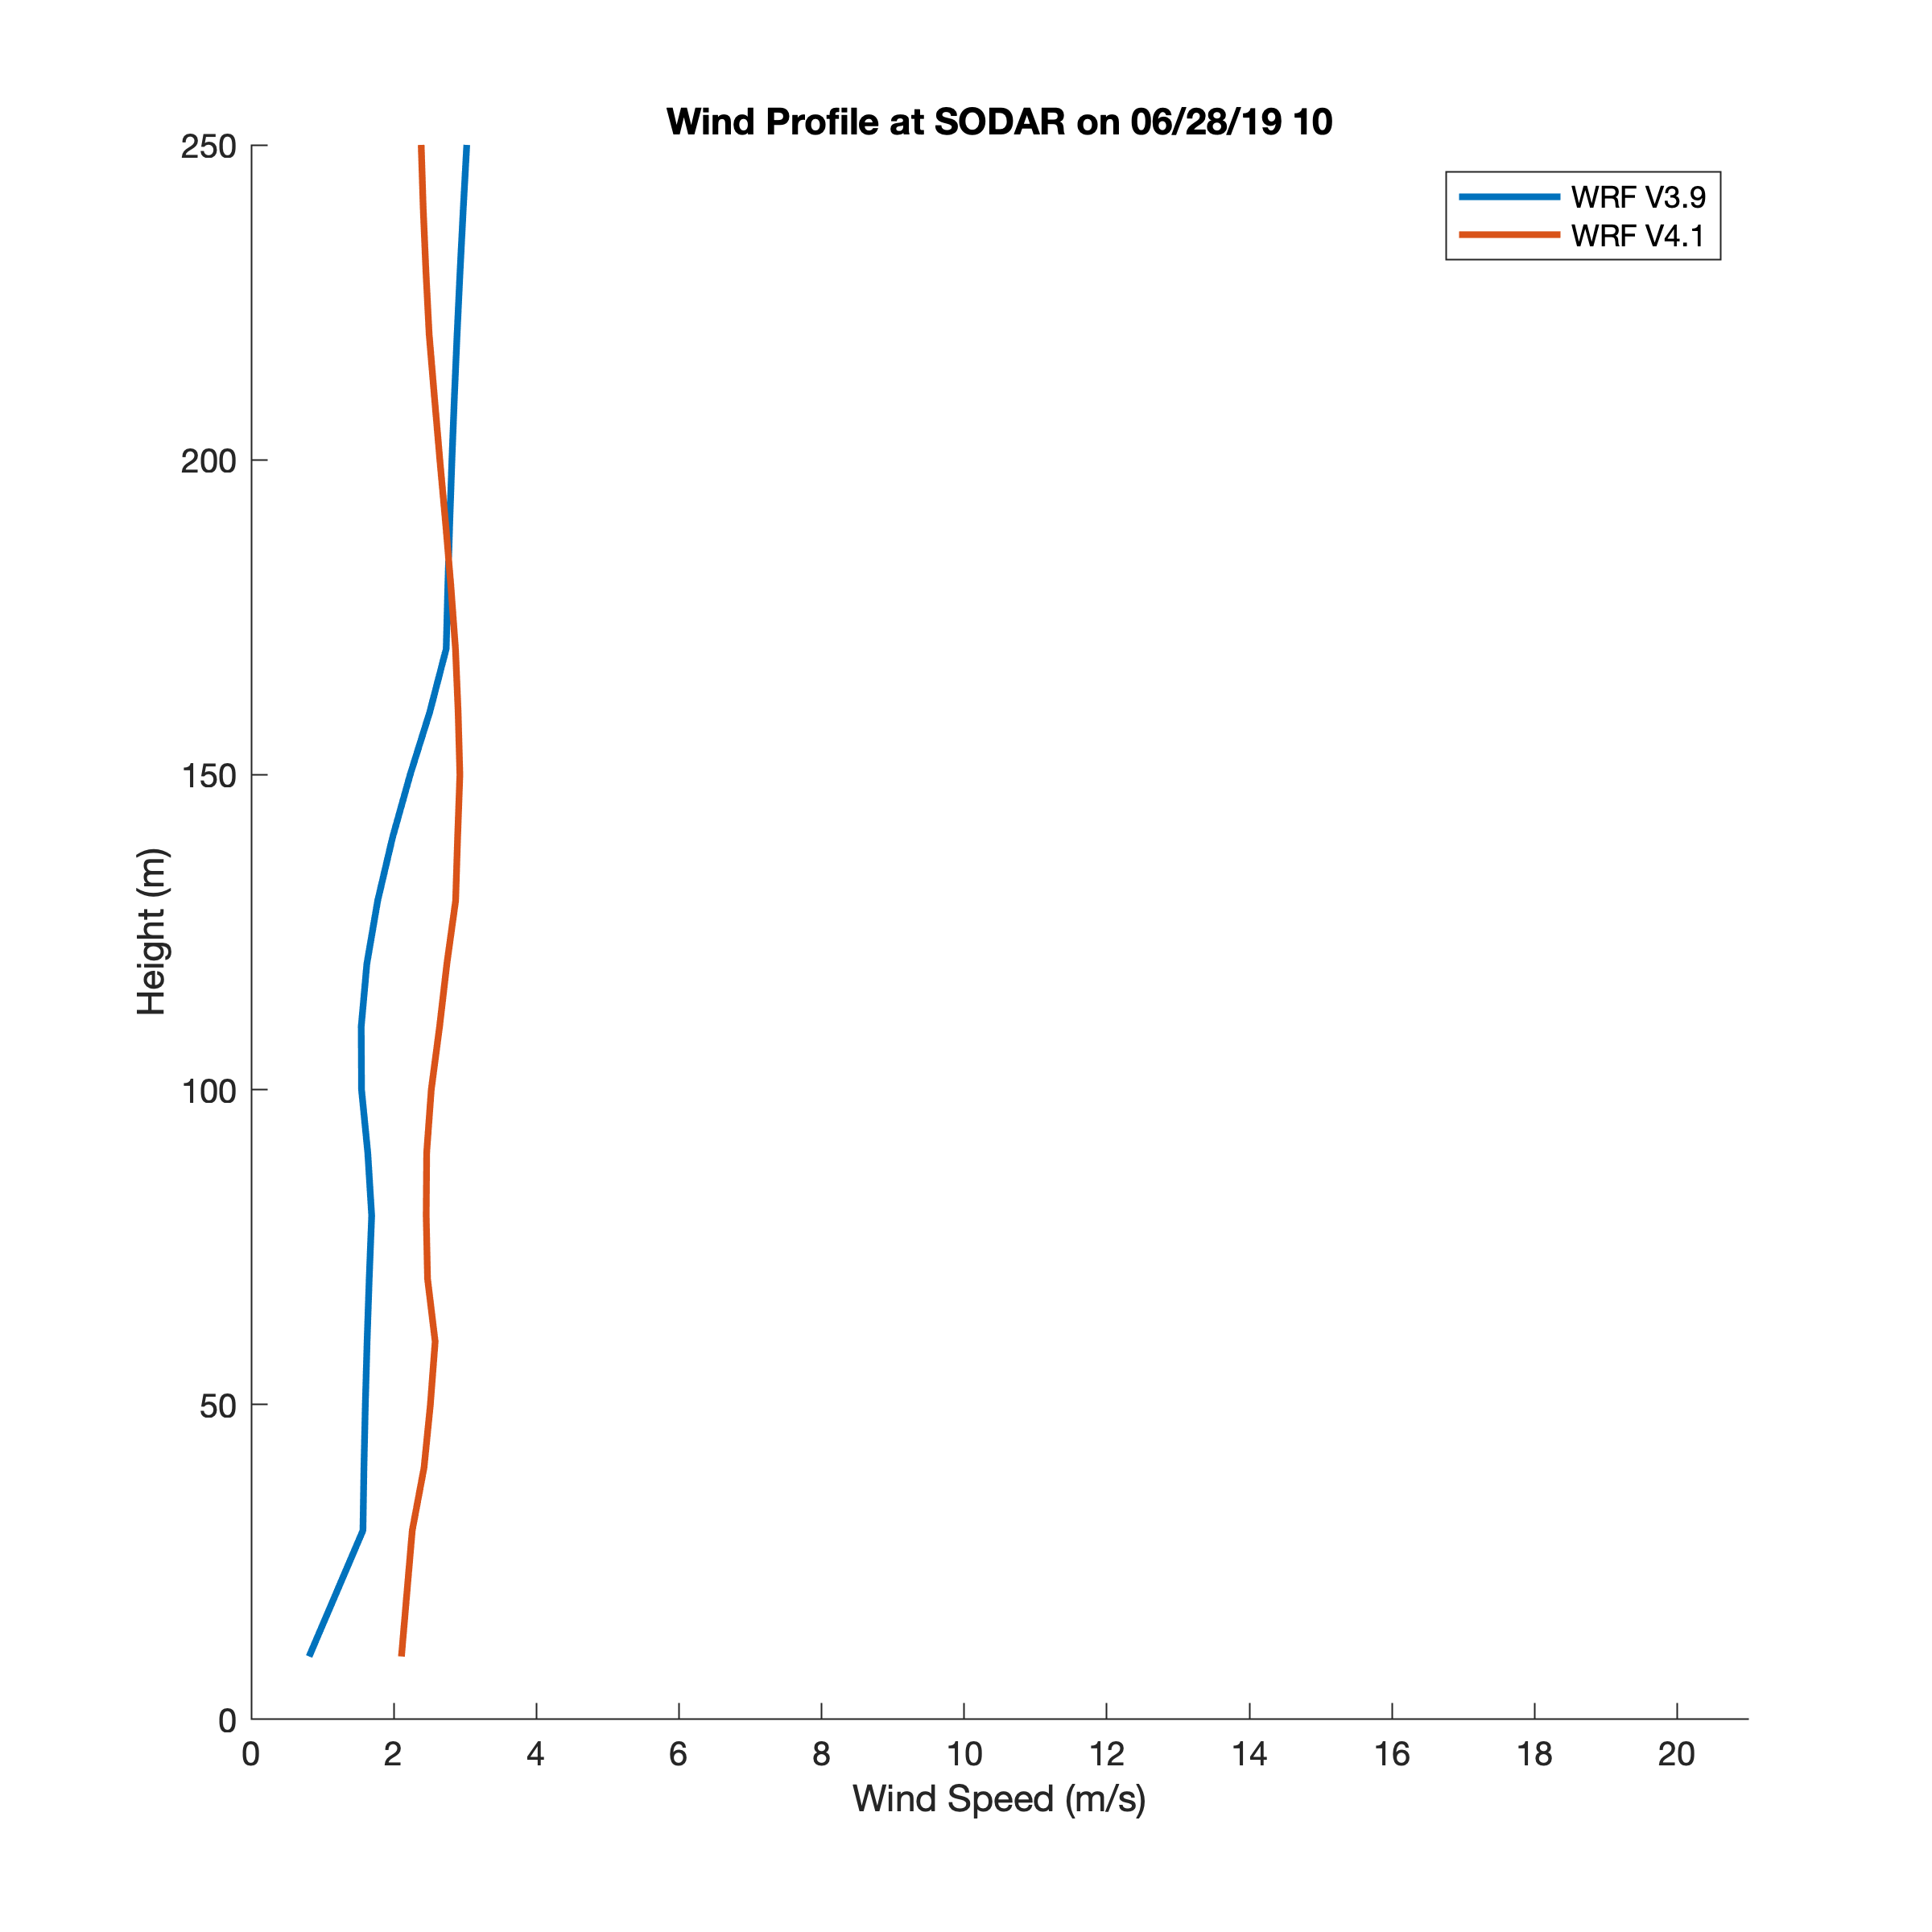 Wind Profile at SODAR on 06/28/19 10
WRF V3.9
WRF V4.1
250
200
150
100
50
0
Height (m)
0 2 4 6 8 10 12 14 16 18 20
Wind Speed (m/s)